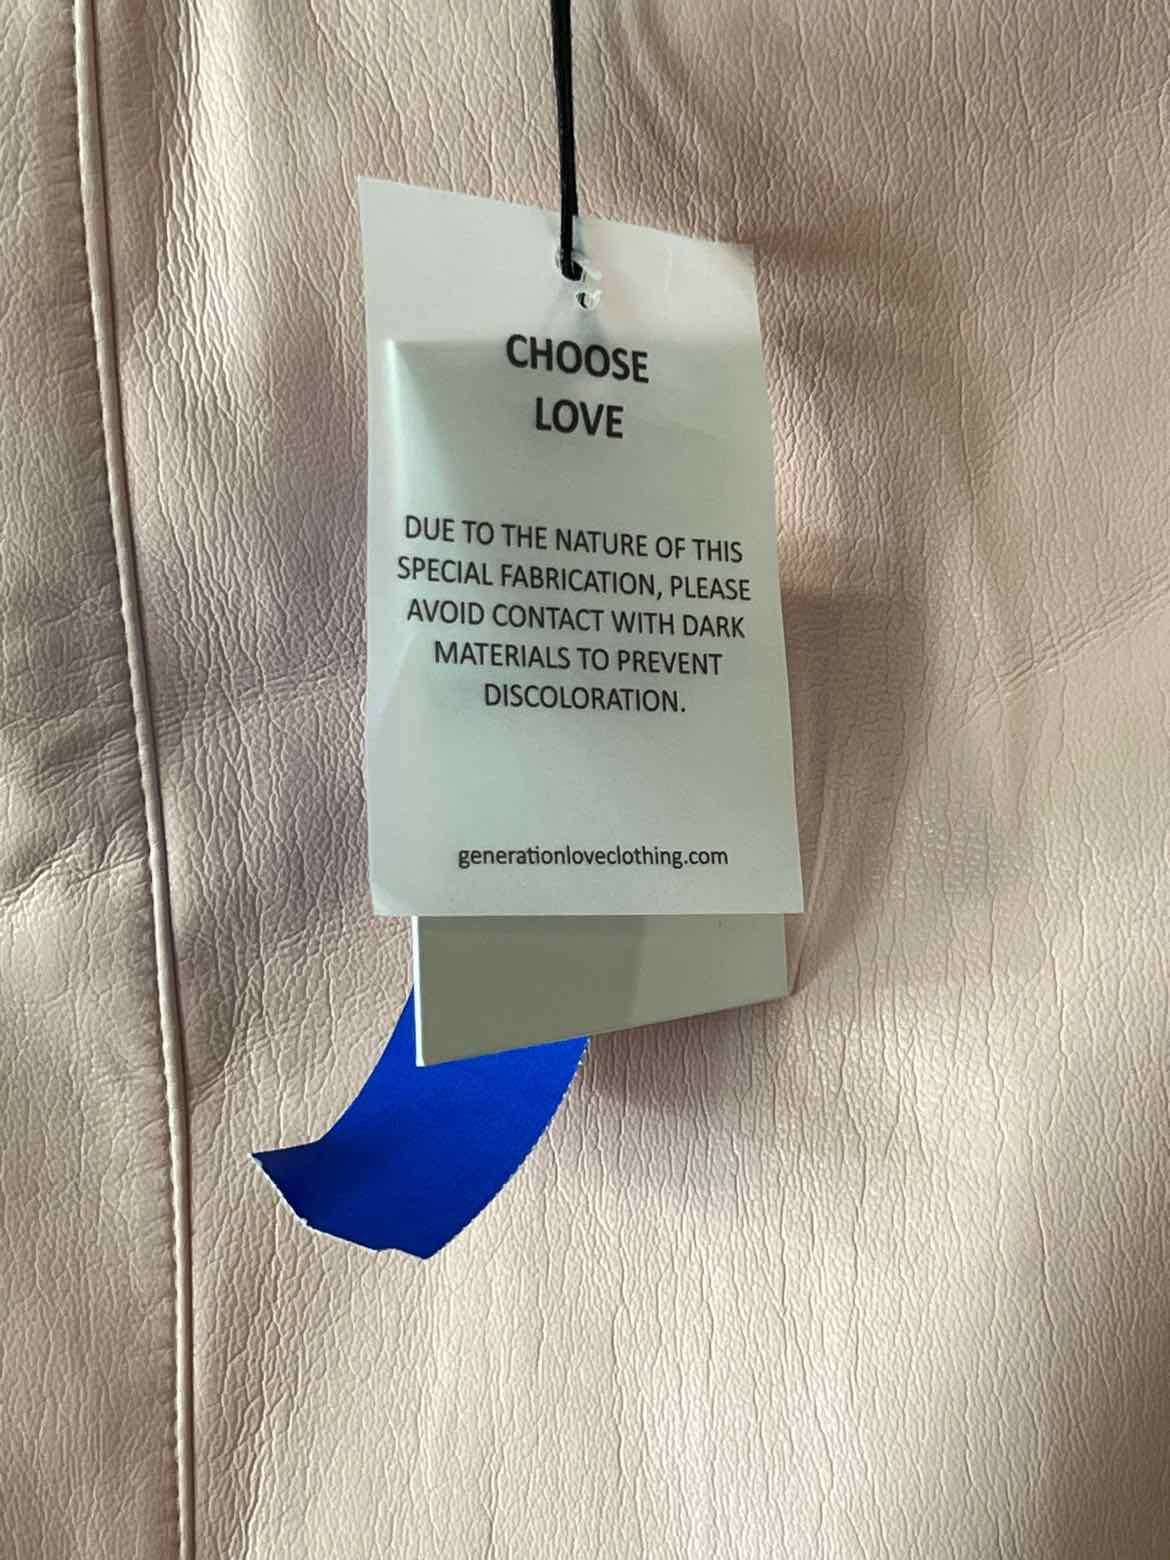 CHOOSE
LOVE
DUE TO THE NATURE OF THIS
SPECIAL FABRICATION, PLEASE
AVOID CONTACT WITH DARK
MATERIALS TO PREVENT
DISCOLORATION.
generationloveclothing.com